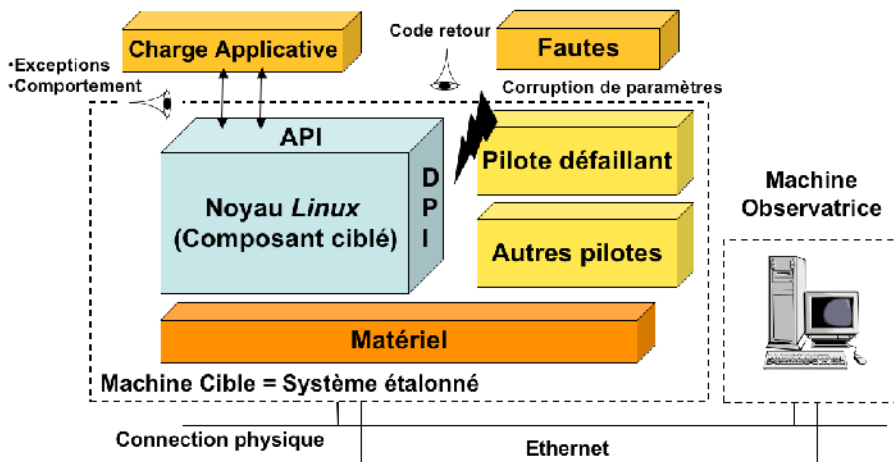 Charge Applicative
Code retour
Fautes
•Exceptions
•Comportement
Corruption de paramètres
API
DPI
Pilote défaillant
Noyau Linux
(Composant ciblé)
Autres pilotes
Machine
Observatrice
Matériel
Machine Cible = Système étalonné
Connection physique
Ethernet